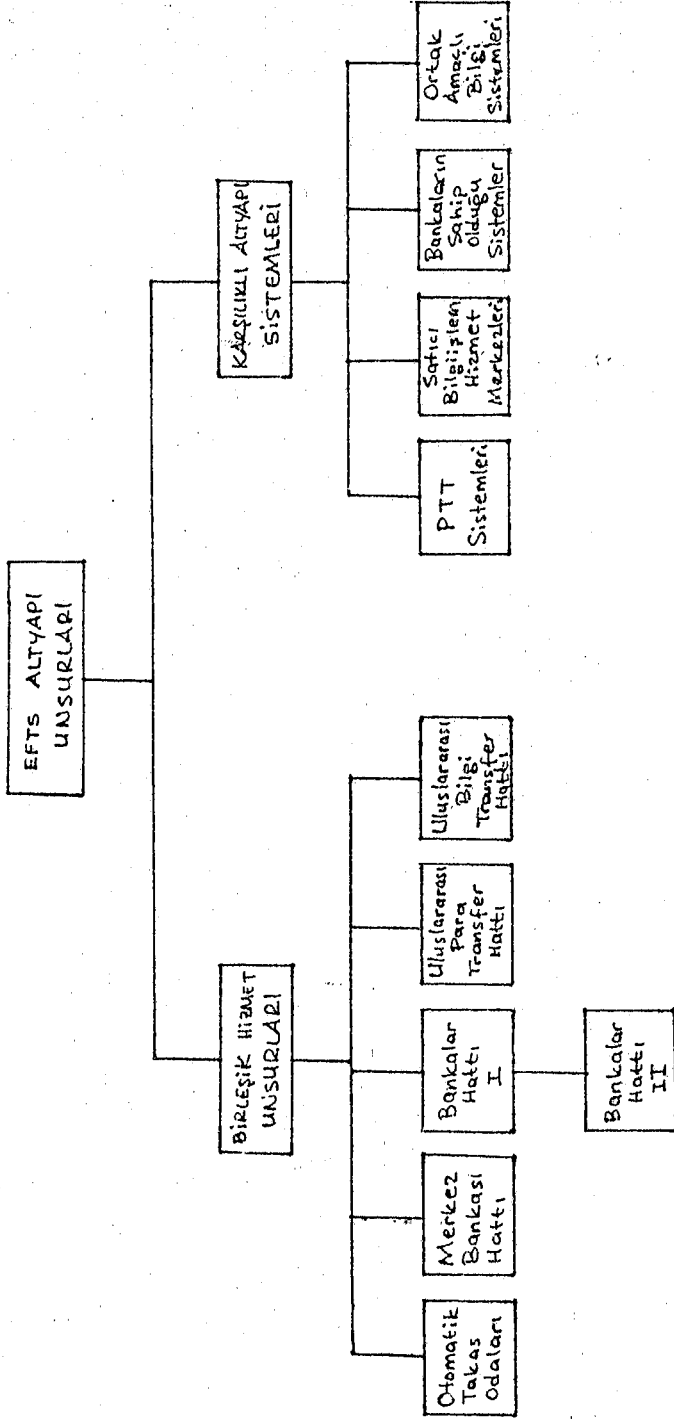 EFTS ALTYAPI
UNSURLARI
BİRLEŞİK HİZMET
UNSURLARI
KARŞILIKLI ALTYAPI
SİSTEMLERİ
Otomatik
Takas
Odaları
Merkez
Bankası
Hattı
Bankalar
Hattı
I
Uluslararası
Para
Transfer
Hattı
Uluslararası
Bilgi
Transfer
Hattı
PTT
Sistemleri
Satıcı
Bilgiişlem
Hizmet
Merkezleri
Bankaların
Sahip
Olduğu
Sistemler
Ortak
Amaçlı
Bilgi
Sistemleri
Bankalar
Hattı
II